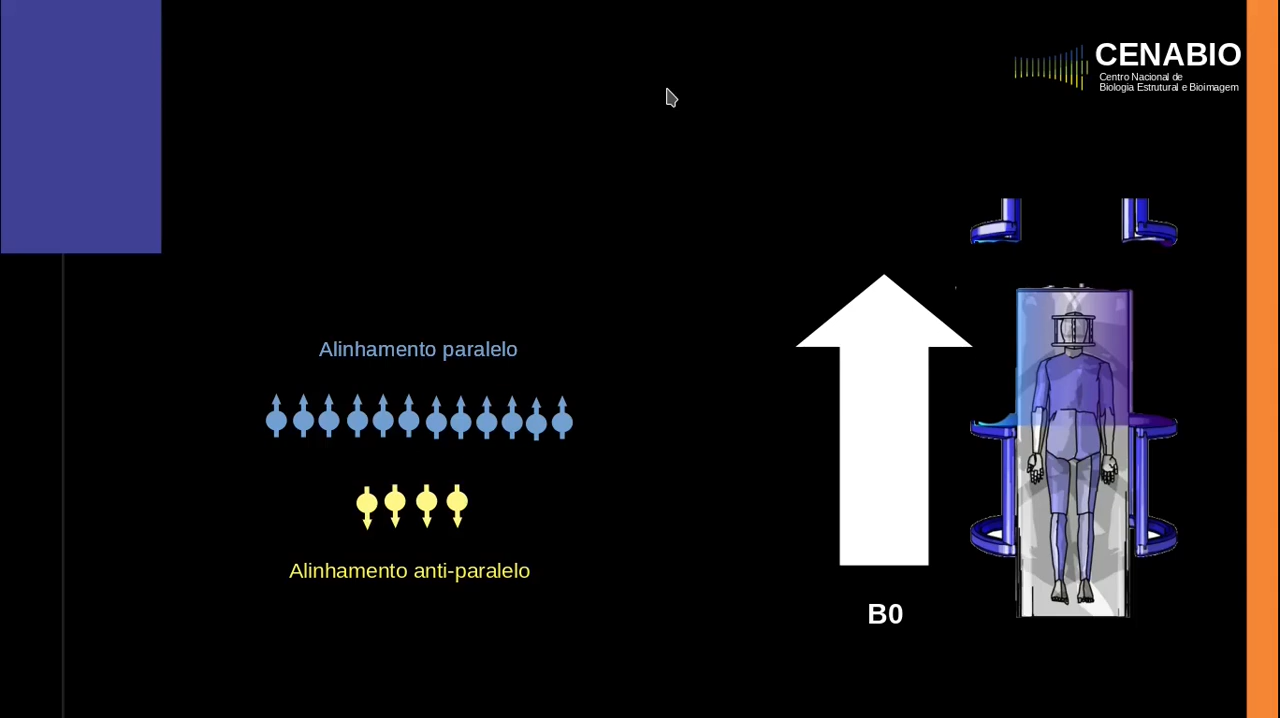 CENABIO
Centro Nacional de
Biologia Estrutural e Bioimagem
Alinhamento paralelo
Alinhamento anti-paralelo
B0